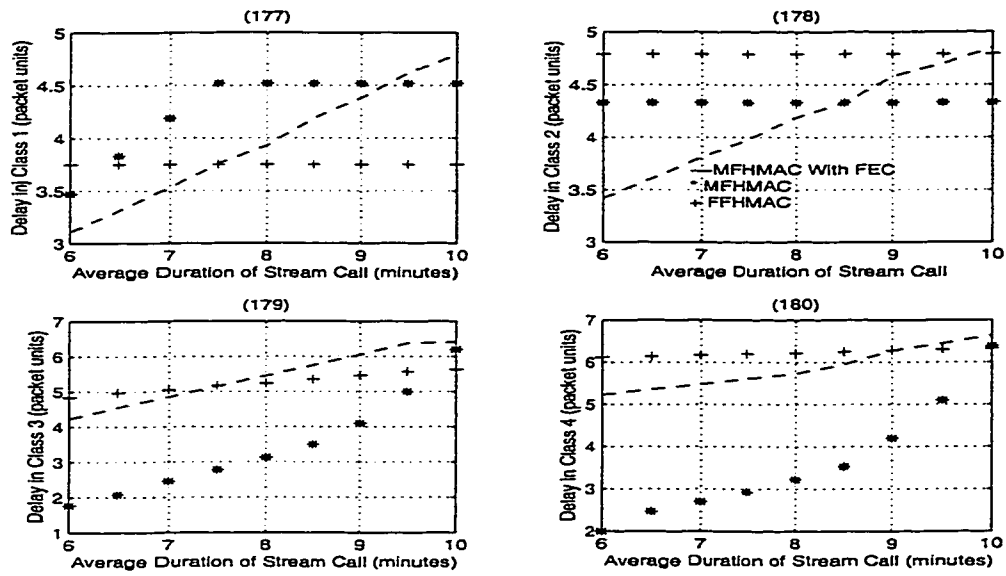 (177)
Delay in) Class 1 (packet units)
5
4.5
4
3.5
3
6 7 8 9 10
Average Duration of Stream Call (minutes)
(178)
Delay in Class 2 (packet units)
5
4.5
4
3.5
3
—MFHMAC With FEC
* MFHMAC
+ FFHMAC
6 7 8 9 10
Average Duration of Stream Call
(179)
Delay in Class 3 (packet units)
7
6
5
4
3
2
1
6 7 8 9 10
Average Duration of Stream Call (minutes)
(180)
Delay in Class 4 (packet units)
7
6
5
4
3
2
6 7 8 9 10
Average Duration of Stream Call (minutes)